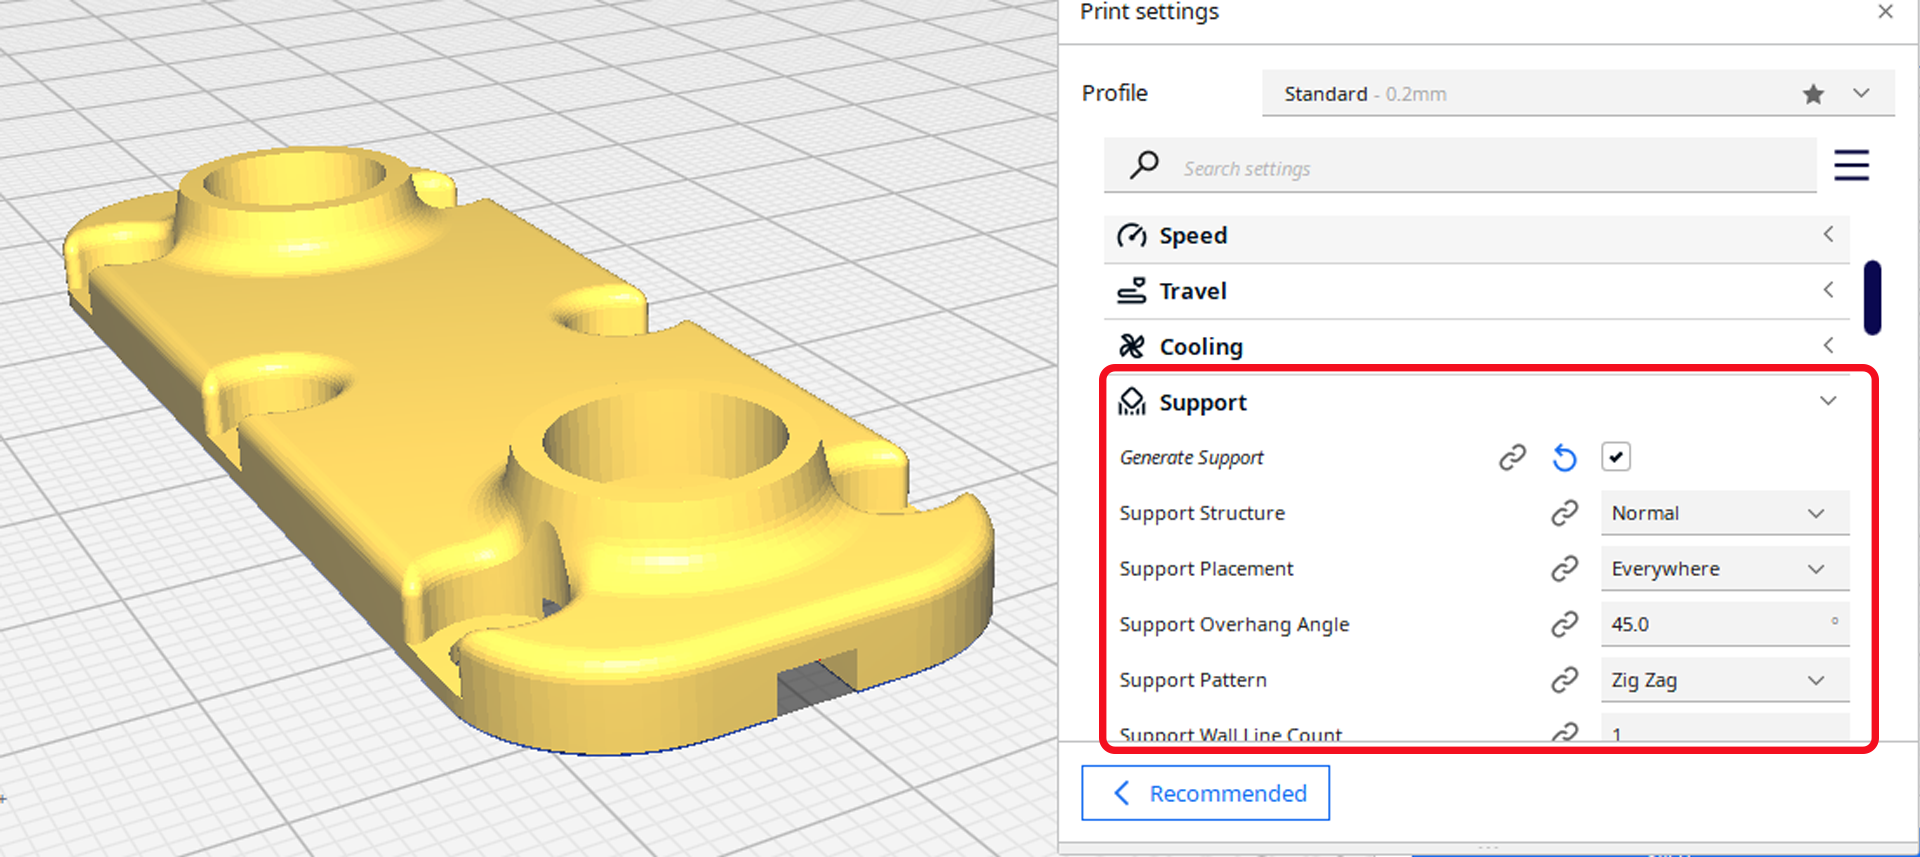 Print settings
Profile
Standard - 0.2mm
Search settings
Speed
Travel
Cooling
Support
Generate Support
Support Structure
Normal
Support Placement
Everywhere
Support Overhang Angle
45.0 °
Support Pattern
Zig Zag
Support Wall Line Count
1
Recommended